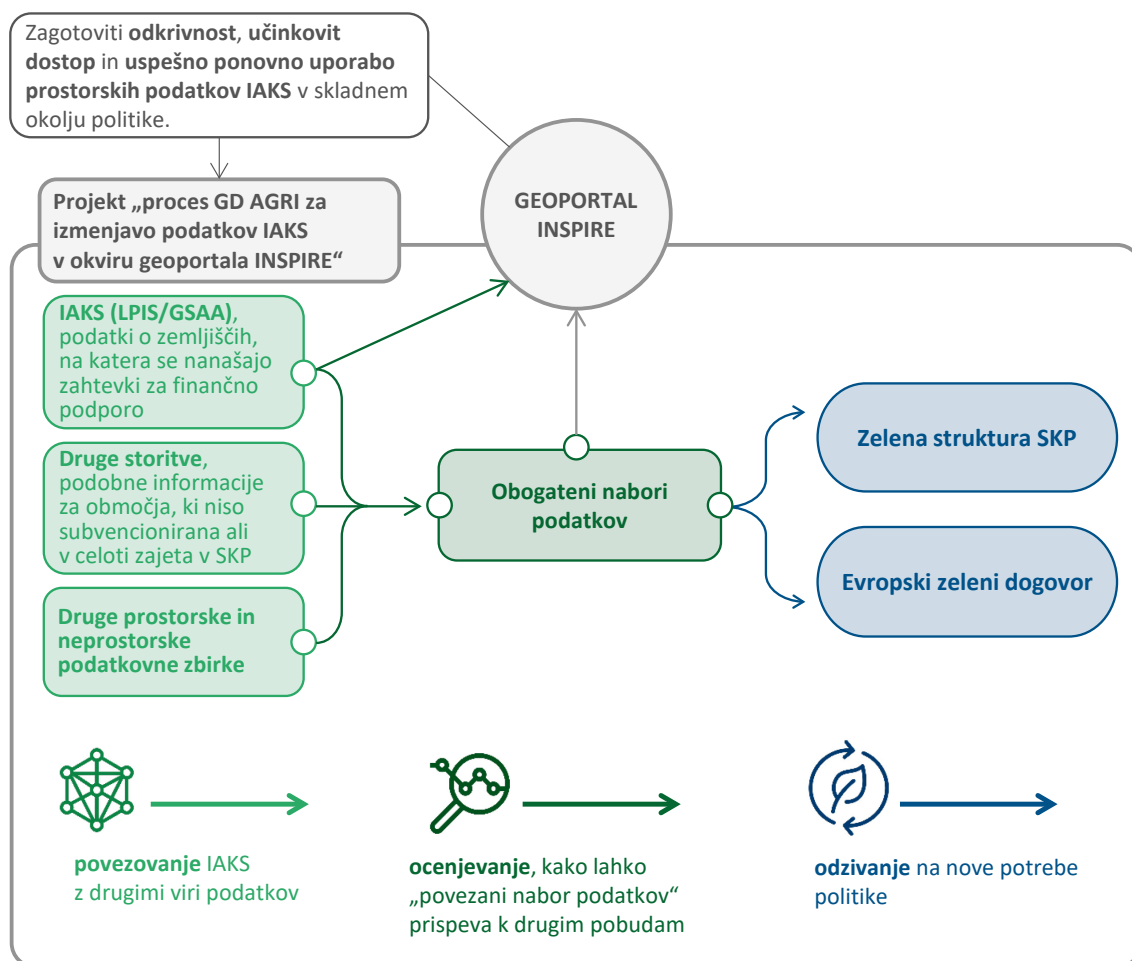 Zagotoviti odkrivnost, učinkovit
dostop in uspešno ponovno uporabo
prostorskih podatkov IAKS v skladnem
okolju politike.
Projekt „proces GD AGRI za
izmenjavo podatkov IAKS
v okviru geoportala INSPIRE“
GEOPORTAL
INSPIRE
IAKS (LPIS/GSAA),
podatki o zemljiščih,
na katera se nanašajo
zahtevki za finančno
podporo
Druge storitve,
podobne informacije
za območja, ki niso
subvencionirana ali
v celoti zajeta v SKP
Druge prostorske in
neprostorske
podatkovne zbirke
Obogateni nabori
podatkov
Zelena struktura SKP
Evropski zeleni dogovor
povezovanje IAKS
z drugimi viri podatkov
ocenjevanje, kako lahko
„povezani nabor podatkov“
prispeva k drugim pobudam
odzivanje na nove potrebe
politike